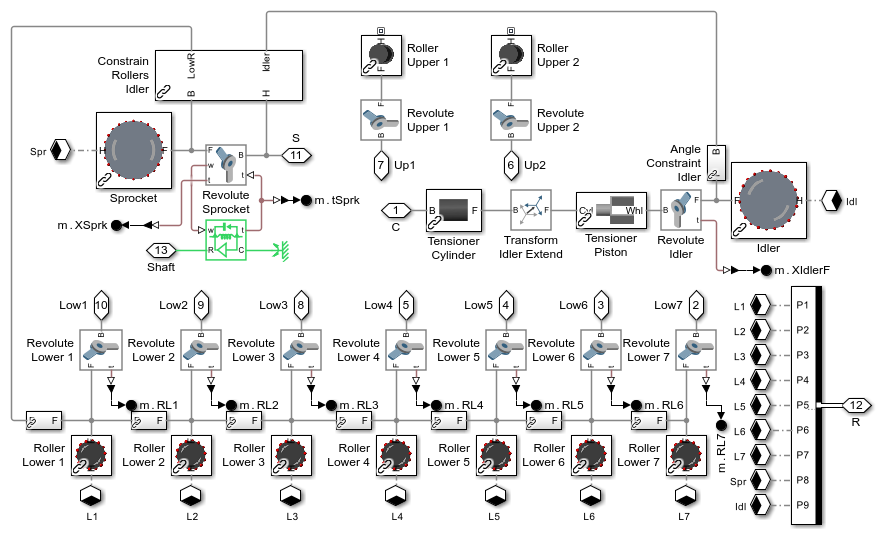 Constrain
Rollers
Idler
LowR
Idler
B
H
Roller
Upper 1
H
F
Roller
Upper 2
H
F
Revolute
Upper 1
F
B
Revolute
Upper 2
F
B
7
Up1
6
Up2
Spr
H
F
Sprocket
F
B
w
t
t
Revolute
Sprocket
S
11
m.tSprk
m.XSprk
13
Shaft
w
t
R
C
Angle
Constraint
Idler
B
1
C
B
F
Tensioner
Cylinder
B
F
Transform
Idler Extend
C
Whl
Tensioner
Piston
B
F
t
Revolute
Idler
R
H
Idler
Idl
m.XIdlerF
Low1
10
Low2
9
Low3
8
Low4
5
Low5
4
Low6
3
Low7
2
Revolute
Lower 1
B
F
t
Revolute
Lower 2
B
F
t
Revolute
Lower 3
B
F
t
Revolute
Lower 4
B
F
t
Revolute
Lower 5
B
F
t
Revolute
Lower 6
B
F
t
Revolute
Lower 7
B
F
t
m.RL1
m.RL2
m.RL3
m.RL4
m.RL5
m.RL6
m.RL7
B
F
B
F
B
F
B
F
B
F
B
F
B
F
Roller
Lower 1
Roller
Lower 2
Roller
Lower 3
Roller
Lower 4
Roller
Lower 5
Roller
Lower 6
Roller
Lower 7
L1
L2
L3
L4
L5
L6
L7
L1
P1
L2
P2
L3
P3
L4
P4
L5
P5
L6
P6
L7
P7
Spr
P8
Idl
P9
12
R